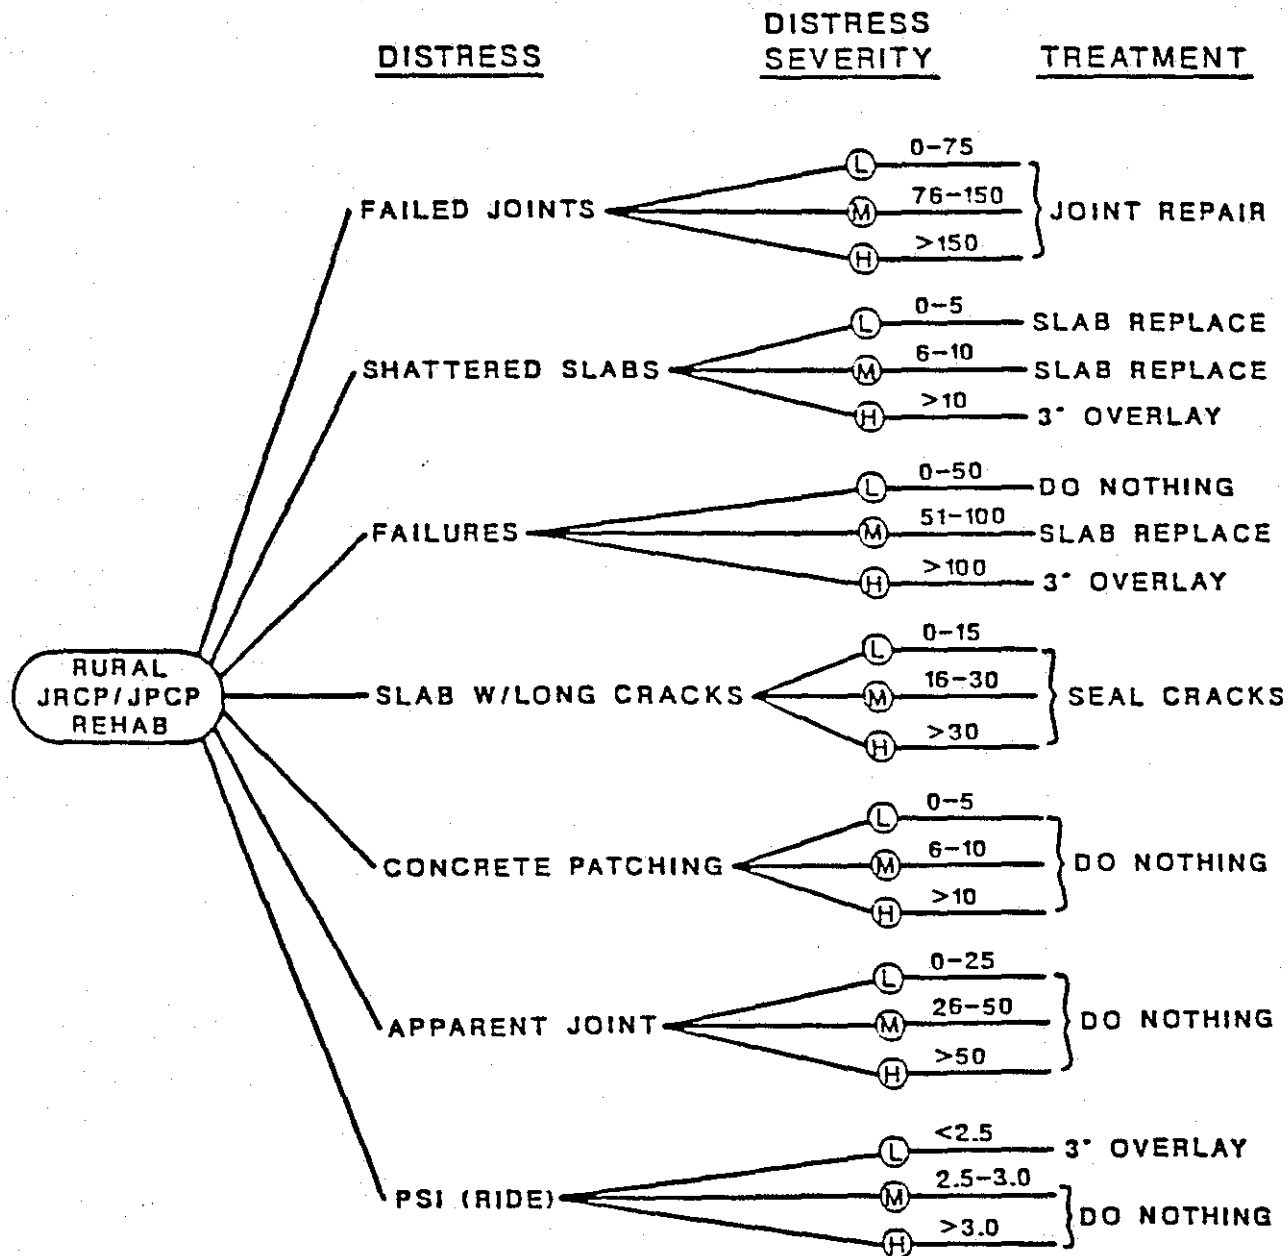 DISTRESS
DISTRESS
SEVERITY
TREATMENT
RURAL
JRCP/JPCP
REHAB
FAILED JOINTS
L 0-75
M 76-150
H >150
JOINT REPAIR
SHATTERED SLABS
L 0-5 SLAB REPLACE
M 6-10 SLAB REPLACE
H >10 3" OVERLAY
FAILURES
L 0-50 DO NOTHING
M 51-100 SLAB REPLACE
H >100 3" OVERLAY
SLAB W/LONG CRACKS
L 0-15
M 16-30
H >30
SEAL CRACKS
CONCRETE PATCHING
L 0-5
M 6-10
H >10
DO NOTHING
APPARENT JOINT
L 0-25
M 26-50
H >50
DO NOTHING
PSI (RIDE)
L <2.5 3" OVERLAY
M 2.5-3.0
H >3.0
DO NOTHING